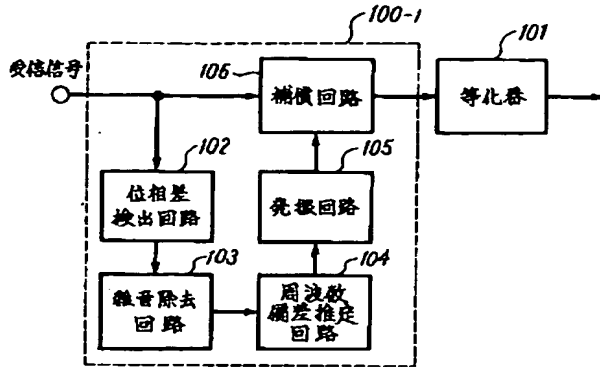 100-1
101
受信信号
106
補償回路
等化器
102
105
位相差
検出回路
発振回路
103
104
雑音除去
回路
周波数
偏差推定
回路